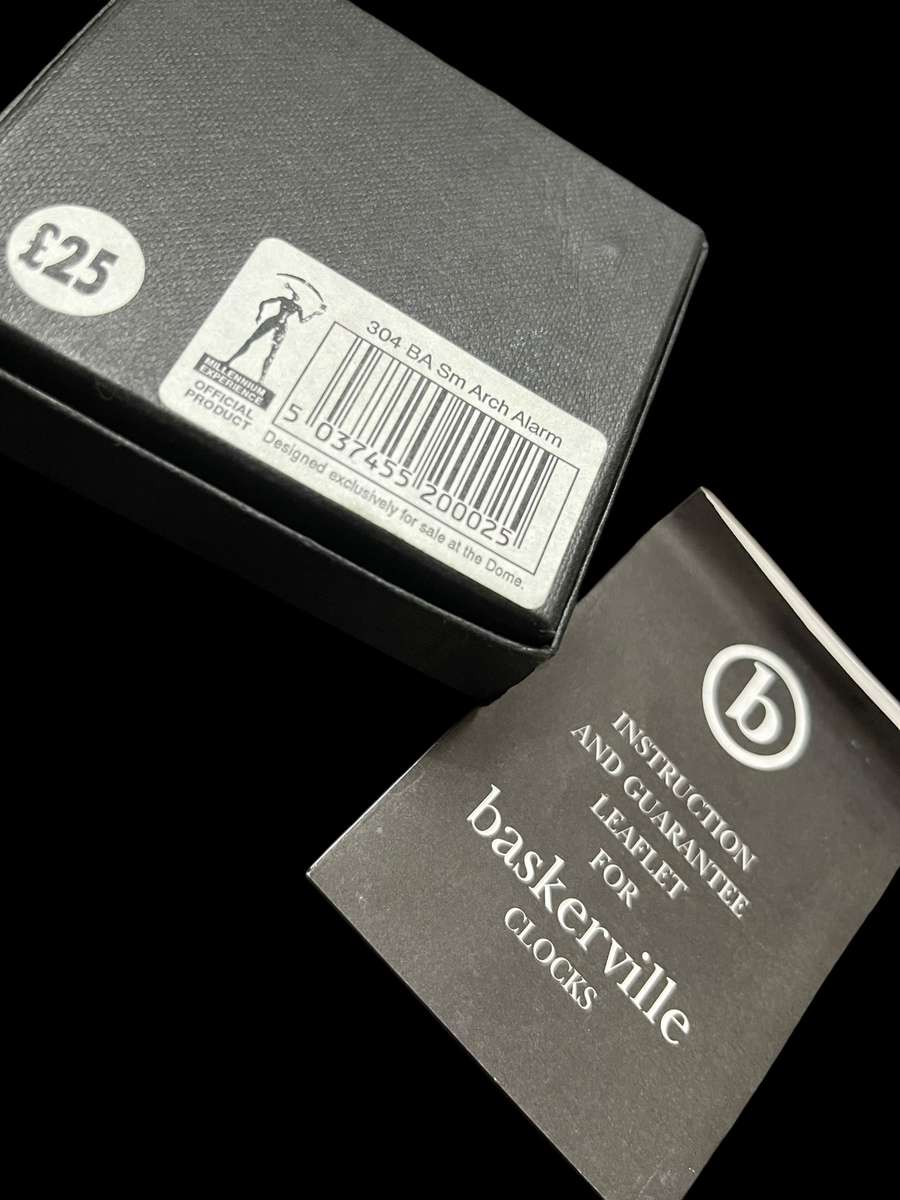 £25
MILLENNIUM
EXPERIENCE
OFFICIAL
PRODUCT
304 BA Sm Arch Alarm
5 037455 200025
Designed exclusively for sale at the Dome.
b
INSTRUCTION
AND GUARANTEE
LEAFLET
FOR
baskerville
CLOCKS